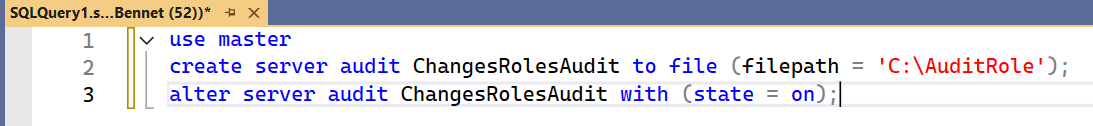 SQLQuery1.s...Bennet (52))*
1 use master
2 create server audit ChangesRolesAudit to file (filepath = 'C:\AuditRole');
3 alter server audit ChangesRolesAudit with (state = on);